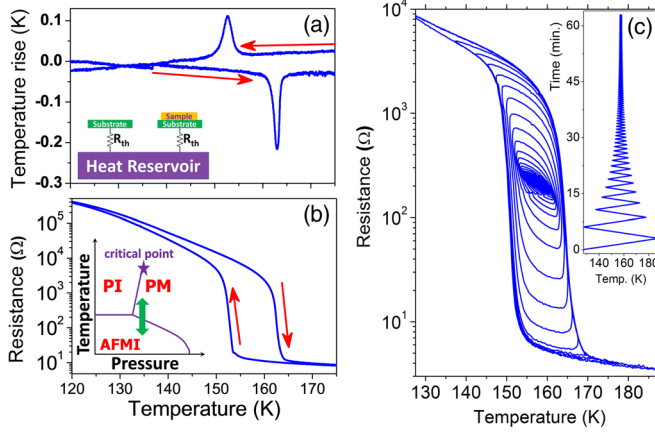 (a)
Temperature rise (K)
0.1
0.0
-0.1
-0.2
-0.3
Sample
Substrate
Substrate
Rth
Rth
Heat Reservoir
(b)
Resistance (Ω)
10^5
10^4
10^3
10^2
10^1
critical point
PI
PM
AFMI
Temperature
Pressure
120
130
140
150
160
170
Temperature (K)
(c)
Resistance (Ω)
10^4
10^3
10^2
10^1
130
140
150
160
170
180
Temperature (K)
Time (min.)
60
45
30
15
0
140
160
180
Temp. (K)